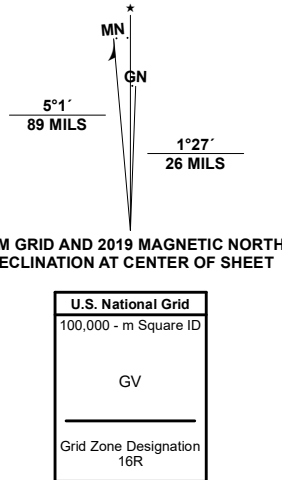 MN
GN
5°1´
89 MILS
1°27´
26 MILS
M GRID AND 2019 MAGNETIC NORTH
ECLINATION AT CENTER OF SHEET
U.S. National Grid
100,000 - m Square ID
GV
Grid Zone Designation
16R